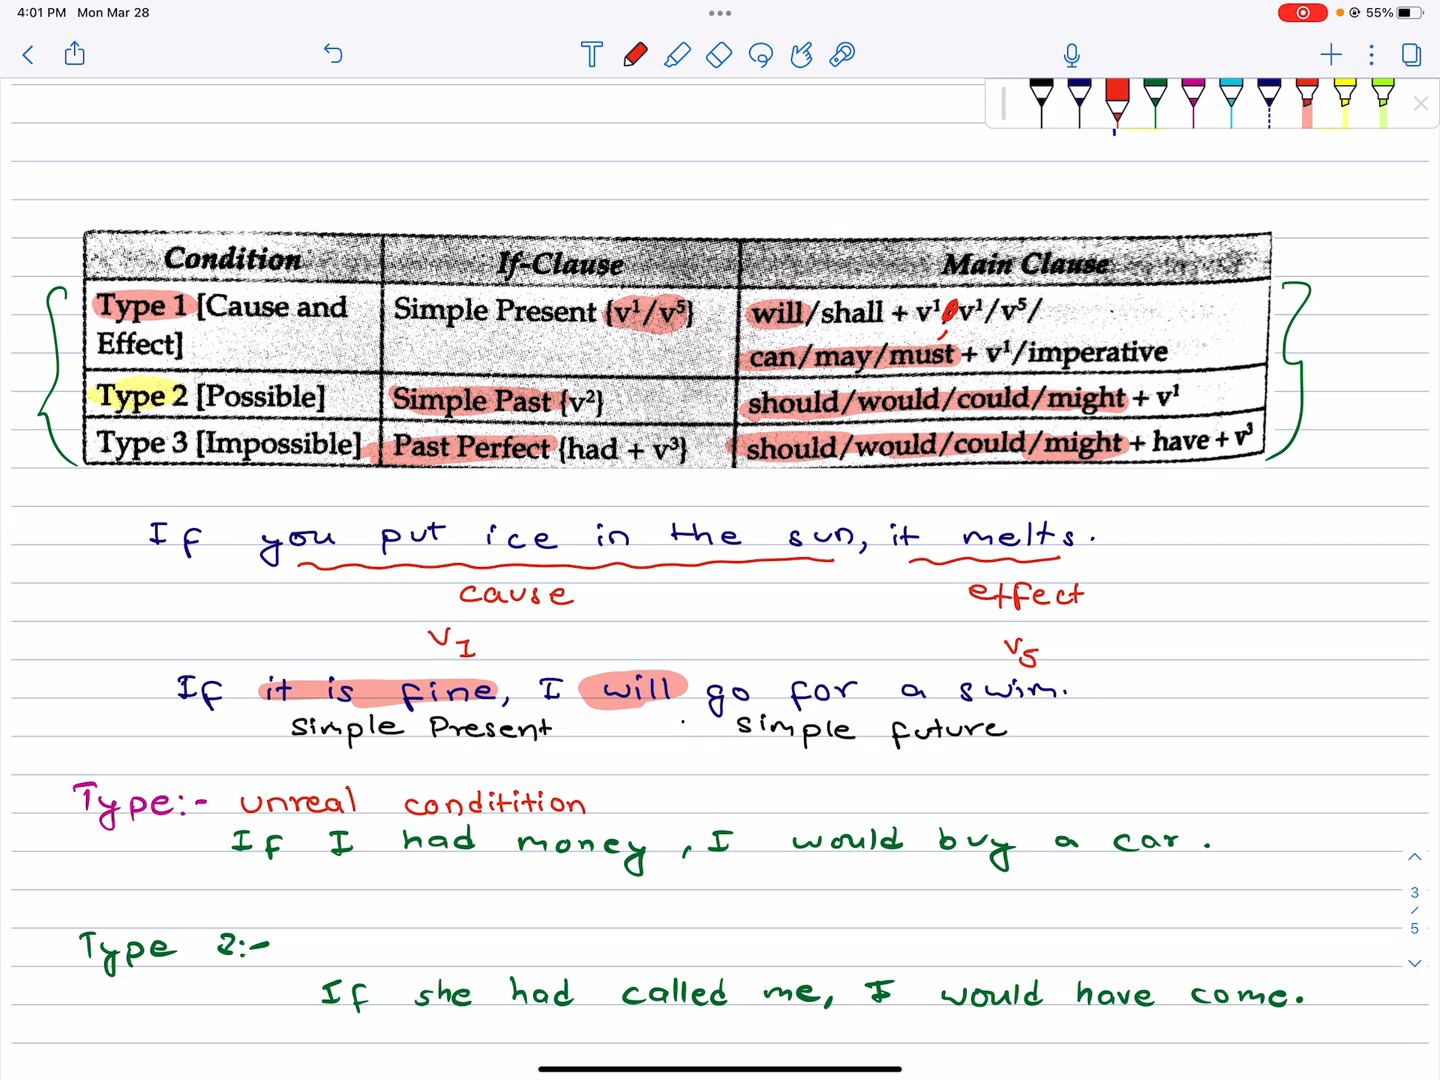 4:01 PM Mon Mar 28
55%
Condition If-Clause Main Clause
Type 1 [Cause and Effect] Simple Present {v¹/v⁵} will/shall + v¹, v¹/v⁵/
can/may/must + v¹/imperative
Type 2 [Possible] Simple Past {v²} should/would/could/might + v¹
Type 3 [Impossible] Past Perfect {had + v³} should/would/could/might + have + v³
If you put ice in the sun, it melts.
cause effect
V1 V5
If it is fine, I will go for a swim.
Simple Present simple future
Type:- unreal conditition
If I had money, I would buy a car.
Type 2:-
If she had called me, I would have come.
3
/
5